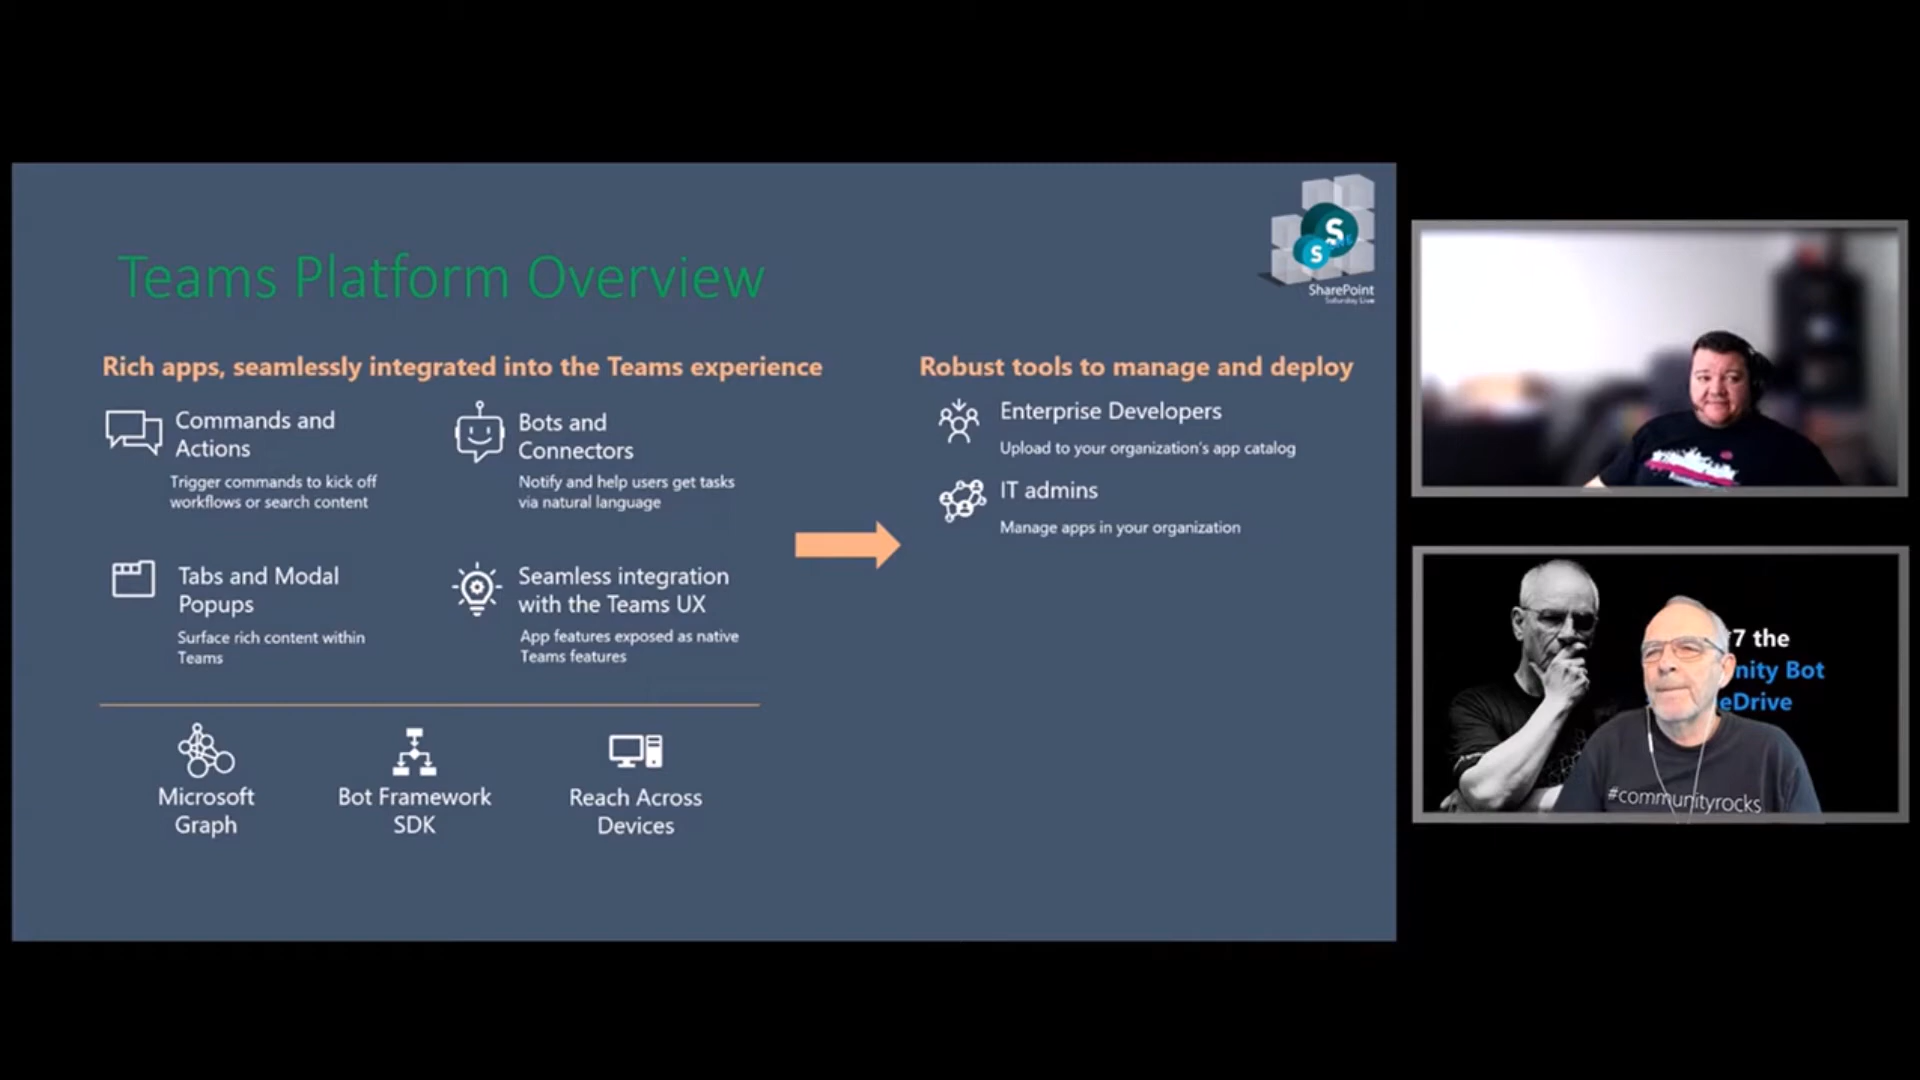 Teams Platform Overview
SharePoint
Saturday Live
Rich apps, seamlessly integrated into the Teams experience
Commands and
Actions
Trigger commands to kick off
workflows or search content
Bots and
Connectors
Notify and help users get tasks
via natural language
Tabs and Modal
Popups
Surface rich content within
Teams
Seamless integration
with the Teams UX
App features exposed as native
Teams features
Microsoft
Graph
Bot Framework
SDK
Reach Across
Devices
Robust tools to manage and deploy
Enterprise Developers
Upload to your organization's app catalog
IT admins
Manage apps in your organization
7 the
nity Bot
eDrive
#communityrocks